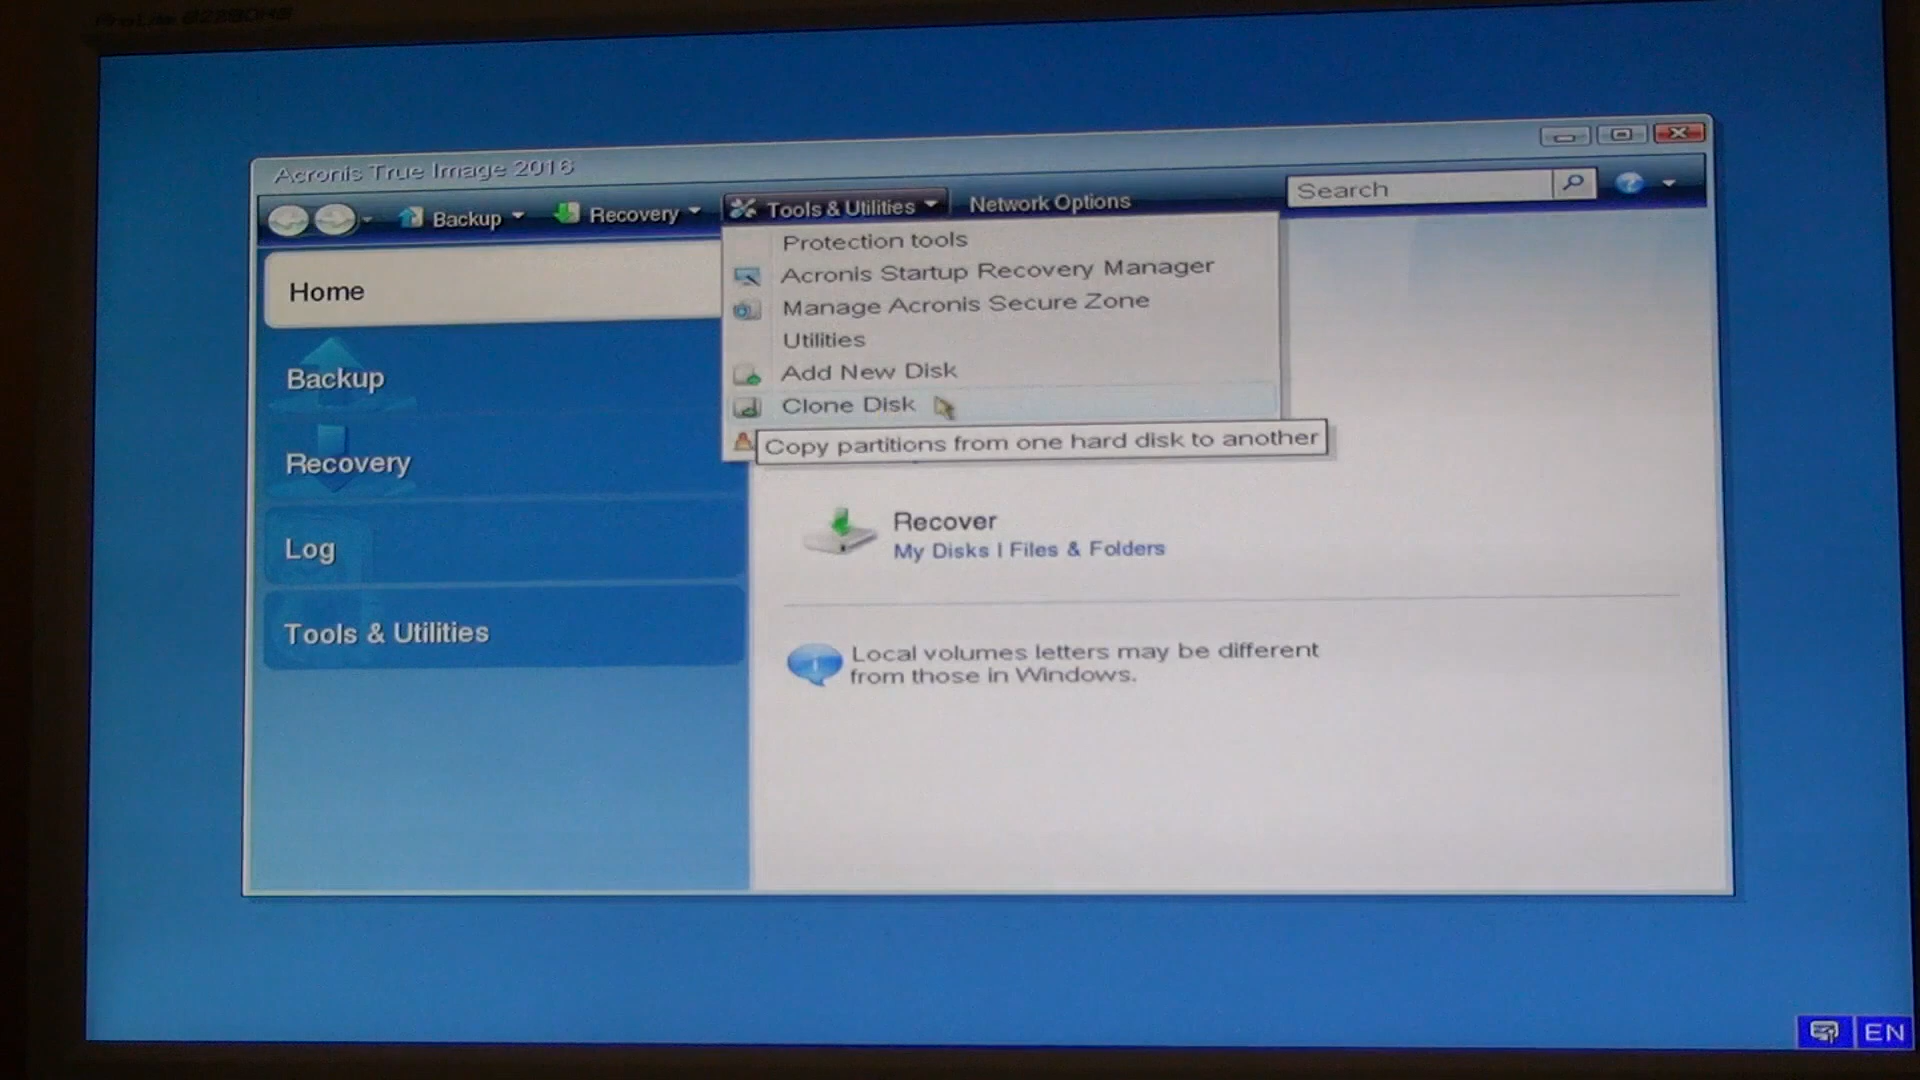 Acronis True Image 2016
Backup
Recovery
Tools & Utilities
Network Options
Search
Protection tools
Acronis Startup Recovery Manager
Manage Acronis Secure Zone
Utilities
Add New Disk
Clone Disk
Copy partitions from one hard disk to another
Home
Backup
Recovery
Log
Tools & Utilities
Recover
My Disks | Files & Folders
Local volumes letters may be different
from those in Windows.
EN